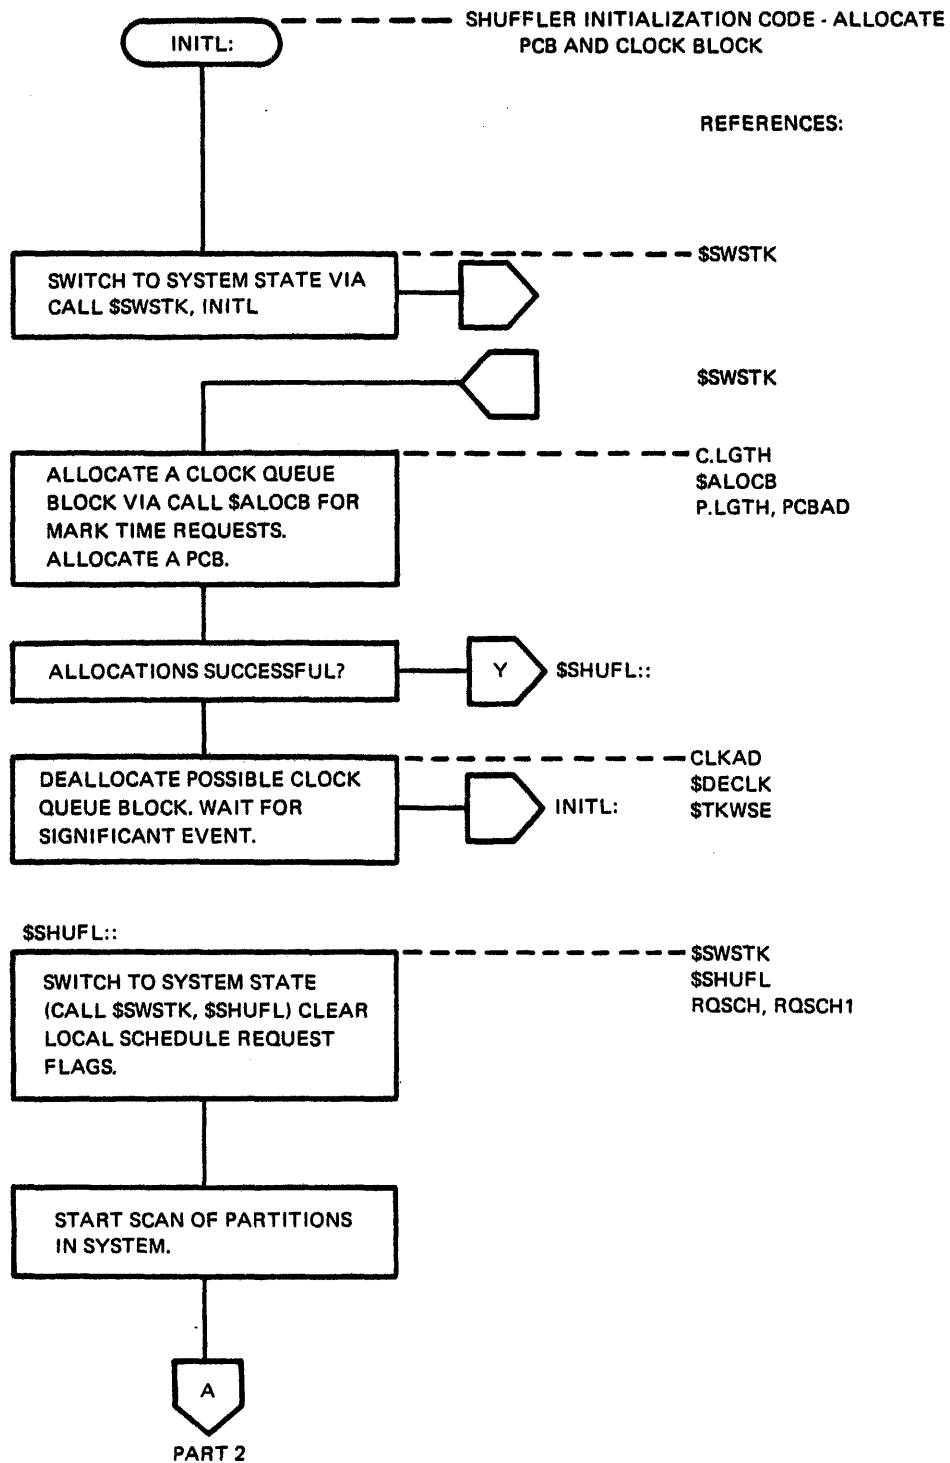 SHUFFLER INITIALIZATION CODE - ALLOCATE
PCB AND CLOCK BLOCK
INITL:
REFERENCES:
SWITCH TO SYSTEM STATE VIA
CALL $SWSTK, INITL
$SWSTK
$SWSTK
ALLOCATE A CLOCK QUEUE
BLOCK VIA CALL $ALOCB FOR
MARK TIME REQUESTS.
ALLOCATE A PCB.
C.LGTH
$ALOCB
P.LGTH, PCBAD
ALLOCATIONS SUCCESSFUL?
Y
$SHUFL::
DEALLOCATE POSSIBLE CLOCK
QUEUE BLOCK. WAIT FOR
SIGNIFICANT EVENT.
INITL:
CLKAD
$DECLK
$TKWSE
$SHUFL::
SWITCH TO SYSTEM STATE
(CALL $SWSTK, $SHUFL) CLEAR
LOCAL SCHEDULE REQUEST
FLAGS.
$SWSTK
$SHUFL
RQSCH, RQSCH1
START SCAN OF PARTITIONS
IN SYSTEM.
A
PART 2